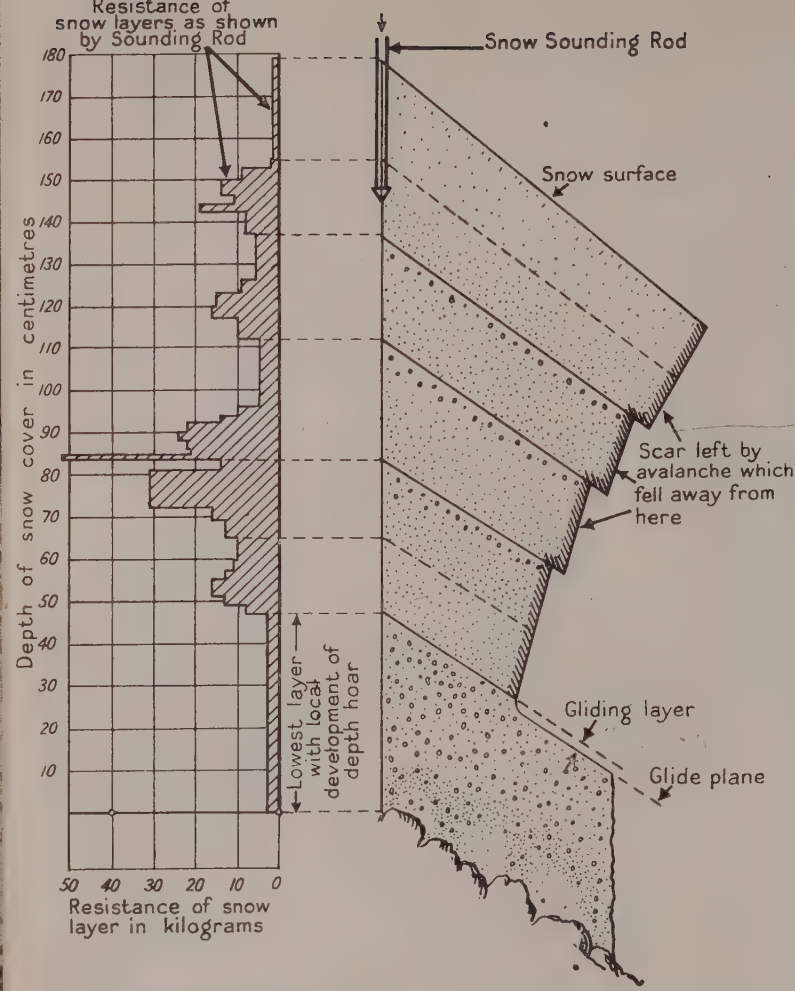 Resistance of
snow layers as shown
by Sounding Rod
Snow Sounding Rod
180
170
160
150
140
130
120
110
100
90
80
70
60
50
40
30
20
10
Depth of snow cover in centimetres
Snow surface
Scar left by
avalanche which
fell away from
here
Lowest layer
with local
development of
depth hoar
Gliding layer
Glide plane
50 40 30 20 10 0
Resistance of snow
layer in kilograms